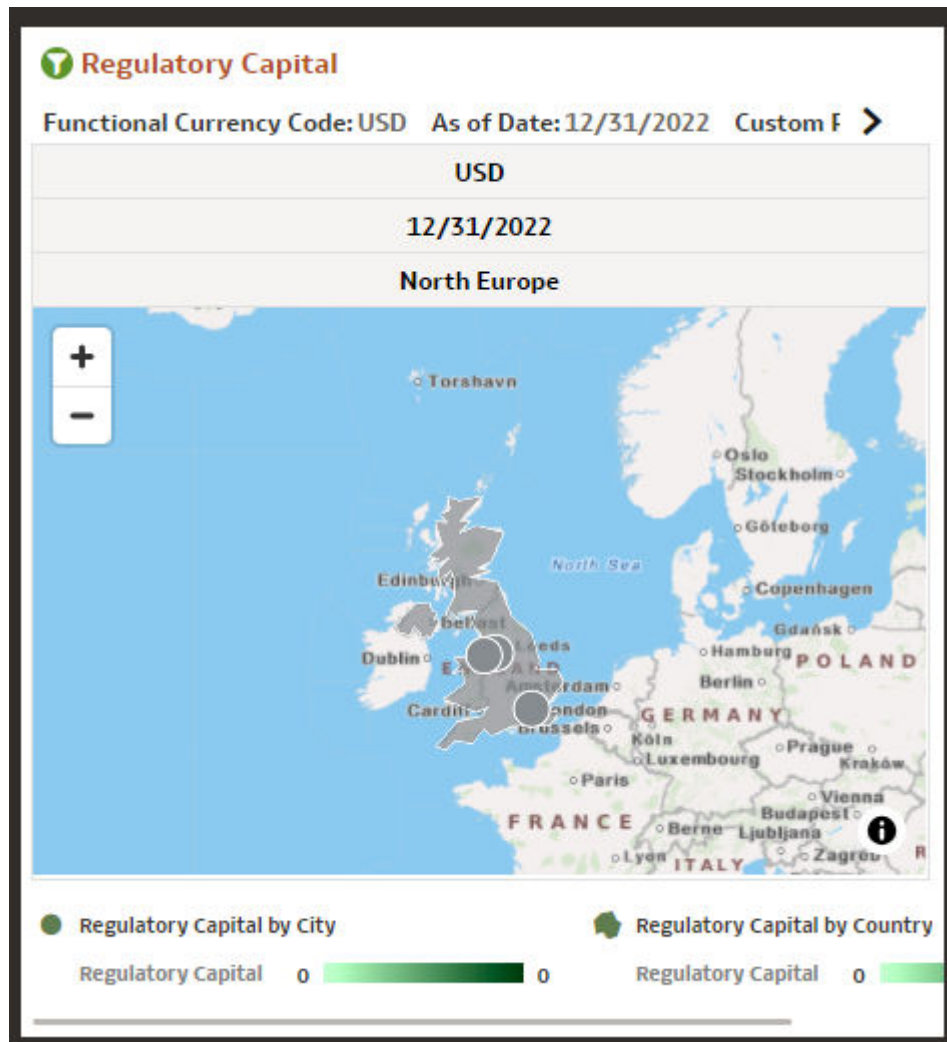 Regulatory Capital
Functional Currency Code: USD As of Date: 12/31/2022 Custom
USD
12/31/2022
North Europe
+
−
Torshavn
Oslo
Stockholm
Göteborg
North Sea
Edinburgh
Copenhagen
belfast
Gdańsk
Leeds
Hamburg
Dublin
POLAND
ENGLAND
Amsterdam
Berlin
Cardiff
London
GERMANY
Brussels
Köln
Luxembourg
Prague
Kraków
Paris
Vienna
FRANCE
Budapest
Berne
Ljubljana
Lyon
ITALY
Zagreb
R
Regulatory Capital by City
Regulatory Capital by Country
Regulatory Capital 0 0
Regulatory Capital 0